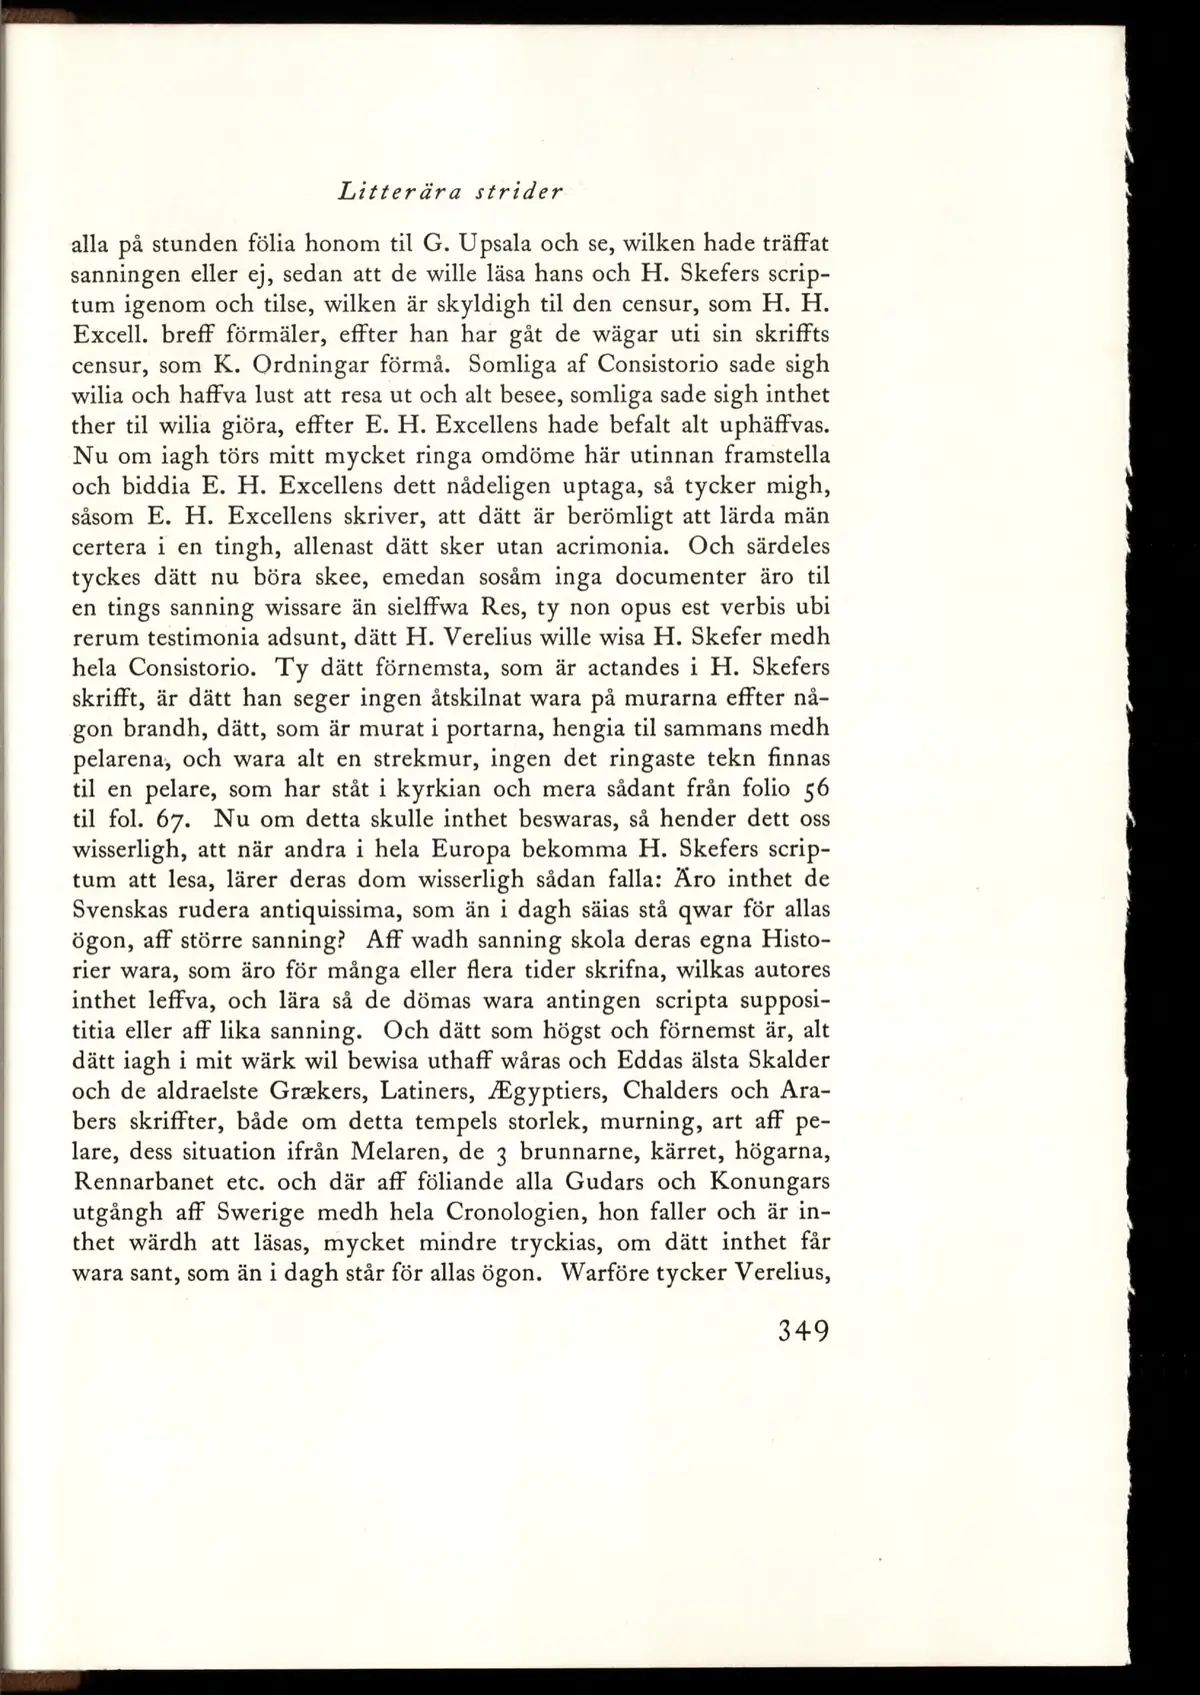 Litterära strider
alla på stunden fölia honom til G. Upsala och se, wilken hade träffat
sanningen eller ej, sedan att de wille läsa hans och H. Skefers scrip-
tum igenom och tilse, wilken är skyldigh til den censur, som H. H.
Excell. breff förmäler, effter han har gåt de wägar uti sin skriffts
censur, som K. Ordningar förmå. Somliga af Consistorio sade sigh
wilia och haffva lust att resa ut och alt besee, somliga sade sigh inthet
ther til wilia giöra, effter E. H. Excellens hade befalt alt uphäffvas.
Nu om iagh törs mitt mycket ringa omdöme här utinnan framstella
och biddia E. H. Excellens dett nådeligen uptaga, så tycker migh,
såsom E. H. Excellens skriver, att dätt är berömligt att lärda män
certera i en tingh, allenast dätt sker utan acrimonia. Och särdeles
tyckes dätt nu böra skee, emedan sosåm inga documenter äro til
en tings sanning wissare än sielffwa Res, ty non opus est verbis ubi
rerum testimonia adsunt, dätt H. Verelius wille wisa H. Skefer medh
hela Consistorio. Ty dätt förnemsta, som är actandes i H. Skefers
skrifft, är dätt han seger ingen åtskilnat wara på murarna effter nå-
gon brandh, dätt, som är murat i portarna, hengia til sammans medh
pelarena, och wara alt en strekmur, ingen det ringaste tekn finnas
til en pelare, som har ståt i kyrkian och mera sådant från folio 56
til fol. 67. Nu om detta skulle inthet beswaras, så hender dett oss
wisserligh, att när andra i hela Europa bekomma H. Skefers scrip-
tum att lesa, lärer deras dom wisserligh sådan falla: Äro inthet de
Svenskas rudera antiquissima, som än i dagh säias stå qwar för allas
ögon, aff större sanning? Aff wadh sanning skola deras egna Histo-
rier wara, som äro för många eller flera tider skrifna, wilkas autores
inthet leffva, och lära så de dömas wara antingen scripta supposi-
titia eller aff lika sanning. Och dätt som högst och förnemst är, alt
dätt iagh i mit wärk wil bewisa uthaff wåras och Eddas älsta Skalder
och de aldraelste Grækers, Latiners, Ægyptiers, Chalders och Ara-
bers skriffter, både om detta tempels storlek, murning, art aff pe-
lare, dess situation ifrån Melaren, de 3 brunnarne, kärret, högarna,
Rennarbanet etc. och där aff föliande alla Gudars och Konungars
utgångh aff Swerige medh hela Cronologien, hon faller och är in-
thet wärdh att läsas, mycket mindre tryckias, om dätt inthet får
wara sant, som än i dagh står för allas ögon. Warföre tycker Verelius,
349